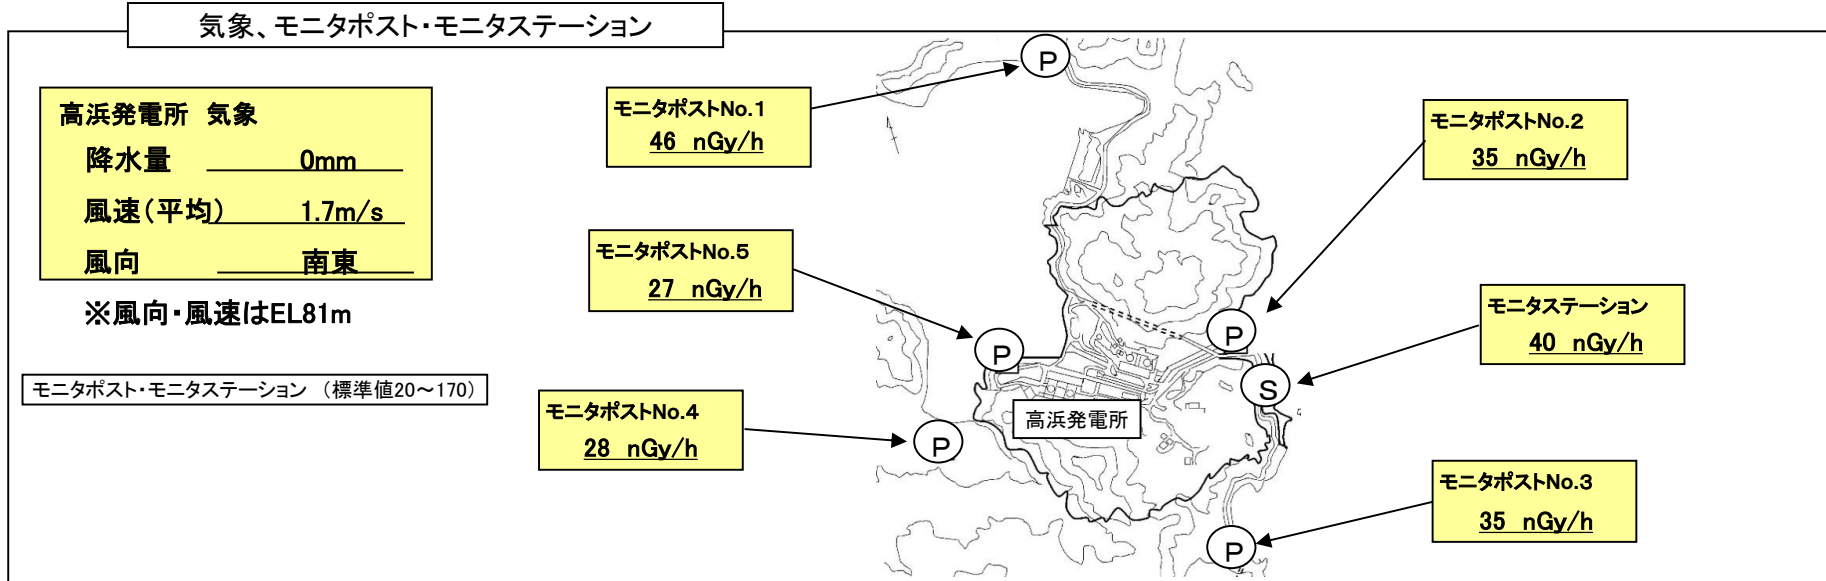 気象、モニタポスト・モニタステーション
高浜発電所 気象
降水量 0mm
風速(平均) 1.7m/s
風向 南東
※風向・風速はEL81m
モニタポスト・モニタステーション (標準値20~170)
モニタポストNo.1
46 nGy/h
モニタポストNo.2
35 nGy/h
モニタポストNo.5
27 nGy/h
モニタステーション
40 nGy/h
モニタポストNo.4
28 nGy/h
モニタポストNo.3
35 nGy/h
P
P
P
S
高浜発電所
P
P